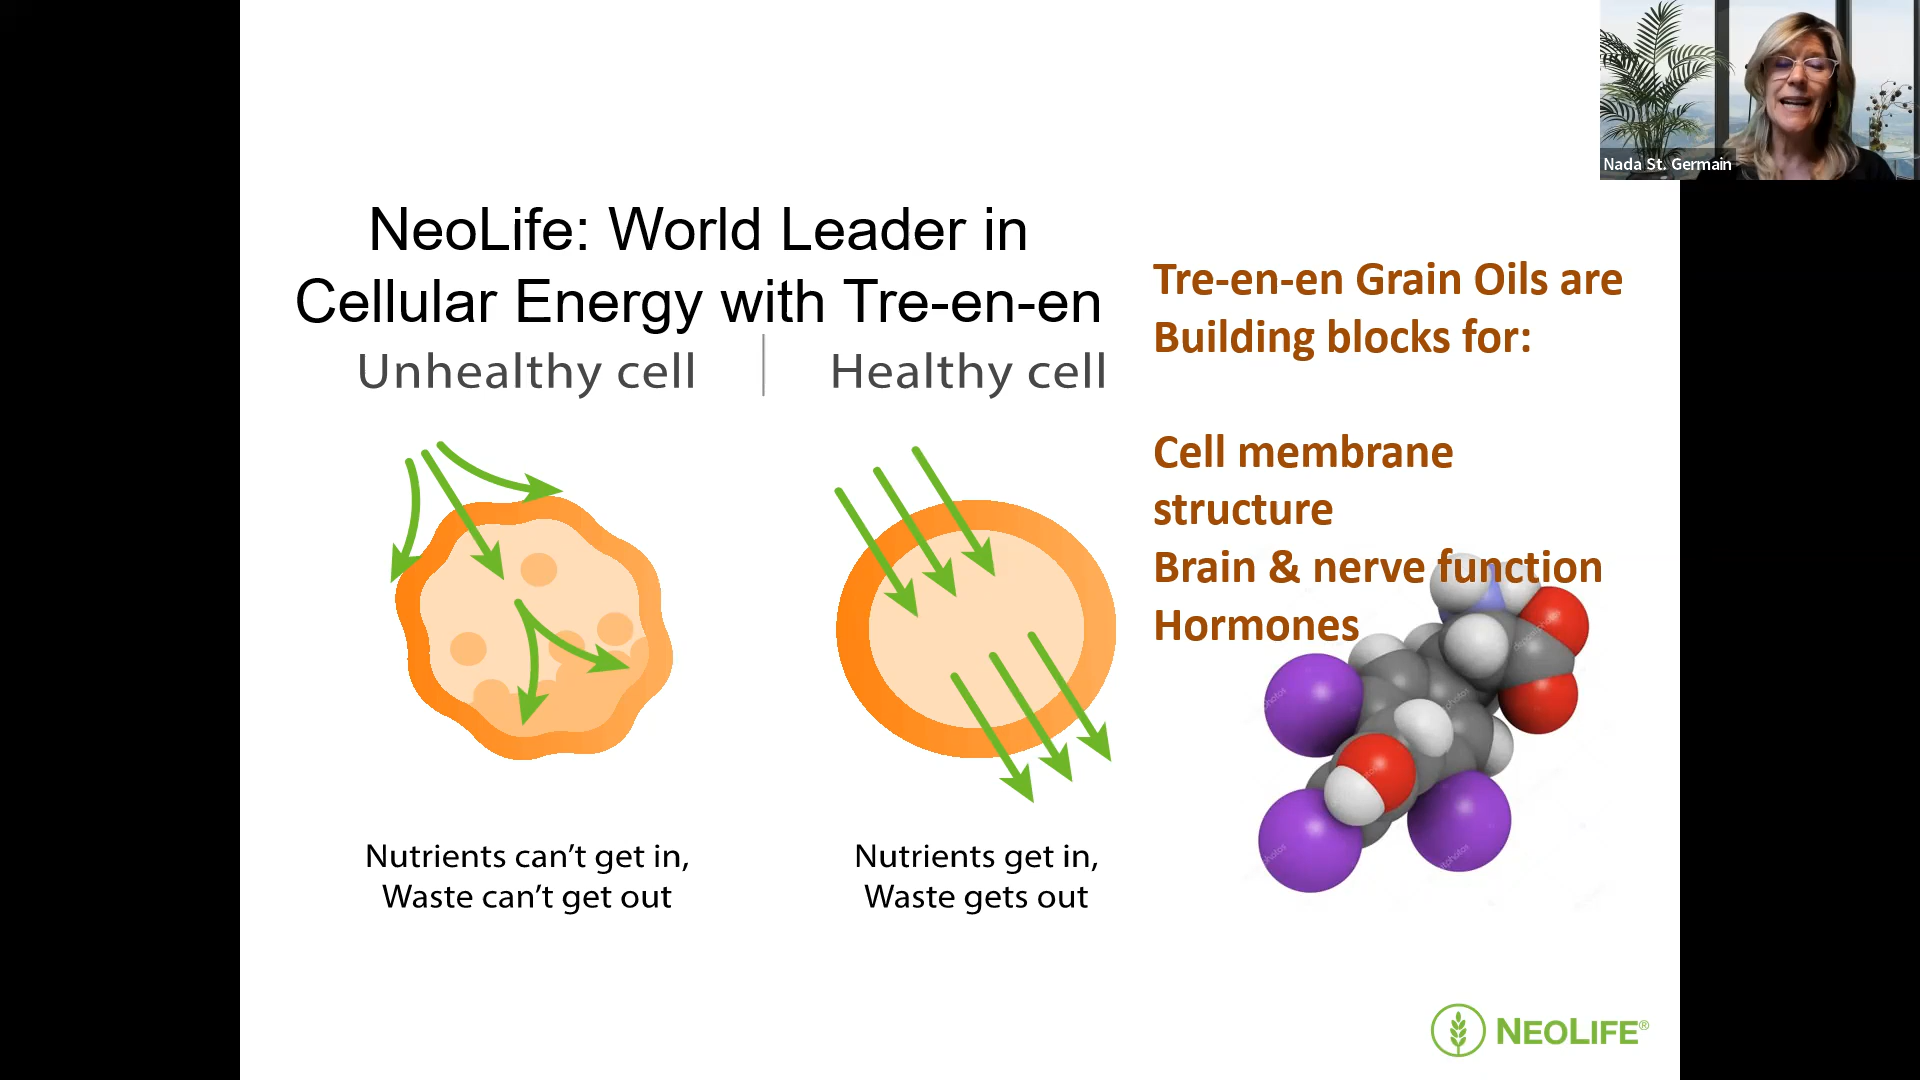 Nada St. Germain
NeoLife: World Leader in
Cellular Energy with Tre-en-en
Unhealthy cell
Healthy cell
Nutrients can't get in,
Waste can't get out
Nutrients get in,
Waste gets out
Tre-en-en Grain Oils are
Building blocks for:
Cell membrane
structure
Brain & nerve function
Hormones
NEOLIFE®